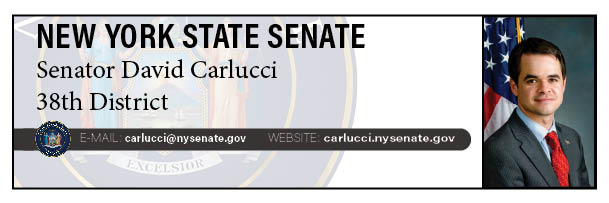 NEW YORK STATE SENATE
Senator David Carlucci
38th District
E-MAIL: carlucci@nysenate.gov WEBSITE: carlucci.nysenate.gov
EXCELSIOR